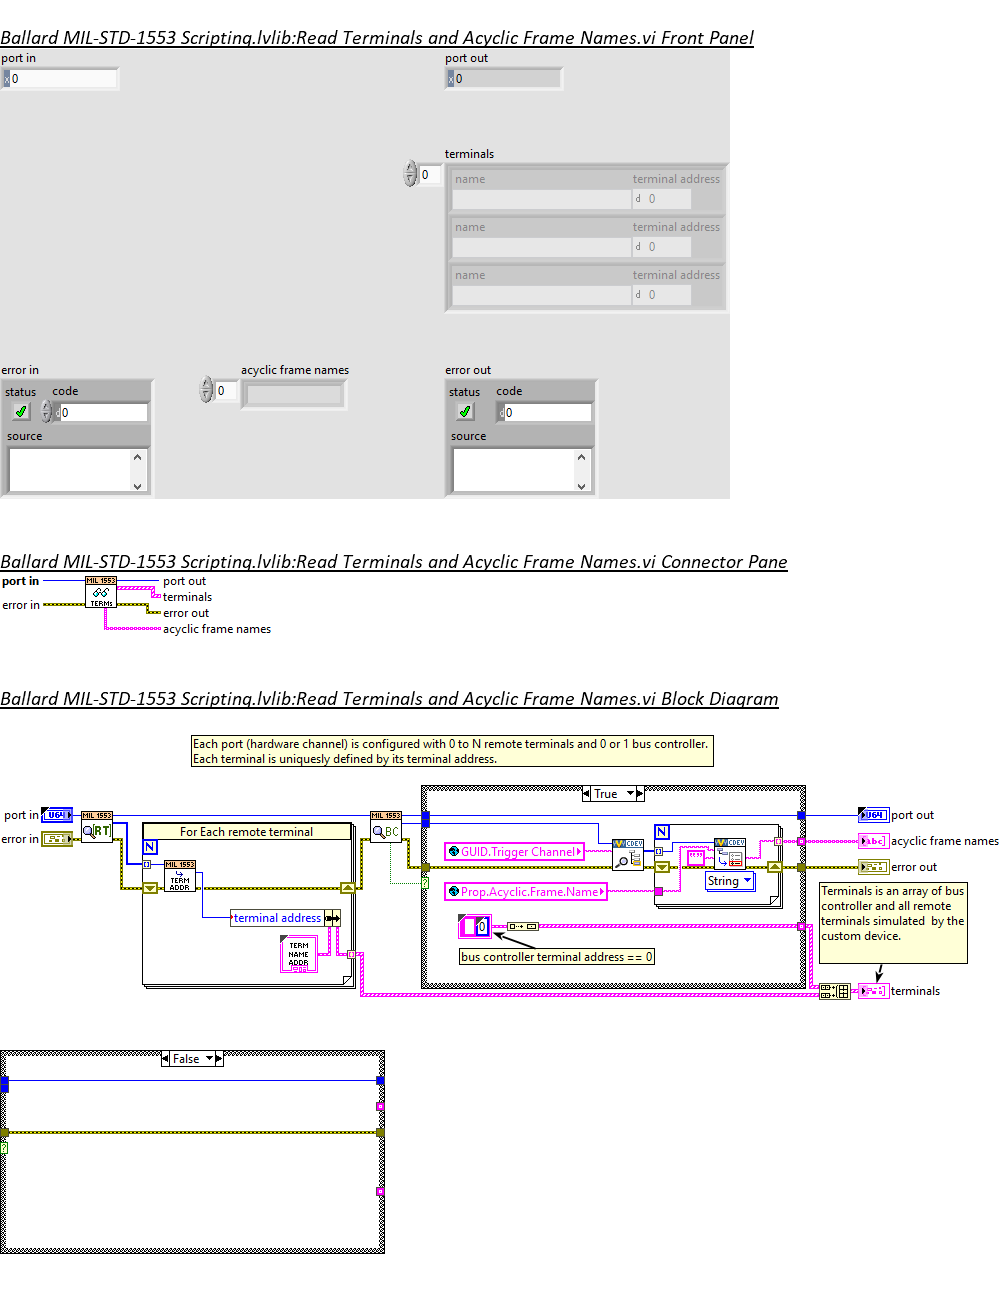 Ballard MIL-STD-1553 Scripting.lvlib:Read Terminals and Acyclic Frame Names.vi Front Panel
port in
x 0
port out
x 0
terminals
0
name terminal address
d 0
name terminal address
d 0
name terminal address
d 0
error in
status code
d 0
source
acyclic frame names
0
error out
status code
d 0
source
Ballard MIL-STD-1553 Scripting.lvlib:Read Terminals and Acyclic Frame Names.vi Connector Pane
port in
error in
MIL 1553
TERMs
port out
terminals
error out
acyclic frame names
Ballard MIL-STD-1553 Scripting.lvlib:Read Terminals and Acyclic Frame Names.vi Block Diagram
Each port (hardware channel) is configured with 0 to N remote terminals and 0 or 1 bus controller.
Each terminal is uniquesly defined by its terminal address.
True
port in
U64
MIL 1553
RT
error in
For Each remote terminal
N
MIL 1553
TERM
ADDR
terminal address
TERM
NAME
ADDR
MIL 1553
BC
?
GUID.Trigger Channel
Prop.Acyclic.Frame.Name
CDEV
N
CDEV
String
0
bus controller terminal address == 0
U64
port out
abc
acyclic frame names
error out
Terminals is an array of bus
controller and all remote
terminals simulated by the
custom device.
terminals
False
?